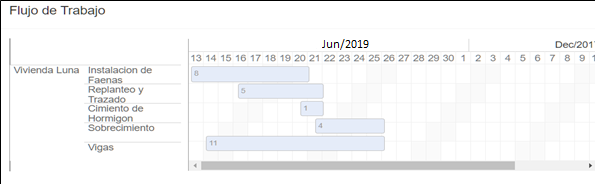 Flujo de Trabajo
Jun/2019 Dec/2017
13 14 15 16 17 18 19 20 21 22 23 24 25 26 27 28 29 30 1 2 3 4 5 6 7 8 9
Vivienda Luna
Instalacion de
Faenas
8
Replanteo y
Trazado
5
Cimiento de
Hormigon
1
Sobrecimiento
4
Vigas
11